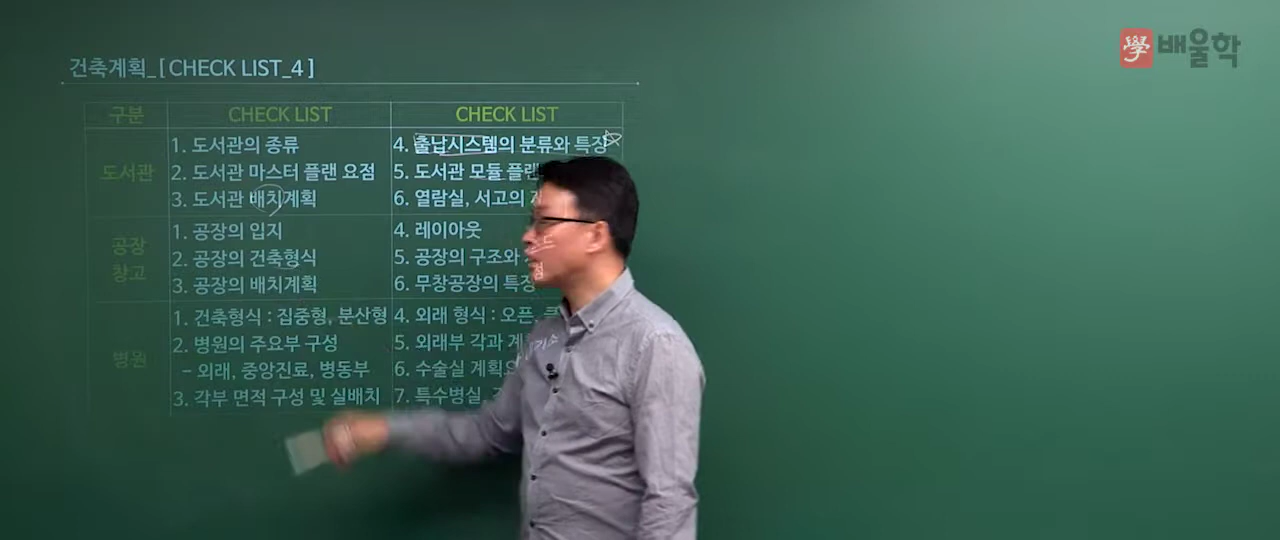 學 배울학
건축계획_[ CHECK LIST_4 ]
구분 CHECK LIST CHECK LIST
도서관
1. 도서관의 종류
2. 도서관 마스터 플랜 요점
3. 도서관 배치계획
4. 출납시스템의 분류와 특장
5. 도서관 모듈 플랜
6. 열람실, 서고의
공장
창고
1. 공장의 입지
2. 공장의 건축형식
3. 공장의 배치계획
4. 레이아웃
5. 공장의 구조와
6. 무창공장의 특장
병원
1. 건축형식 : 집중형, 분산형
2. 병원의 주요부 구성
- 외래, 중앙진료, 병동부
3. 각부 면적 구성 및 실배치
4. 외래 형식 : 오픈,
5. 외래부 각과
6. 수술실 계획
7. 특수병실,